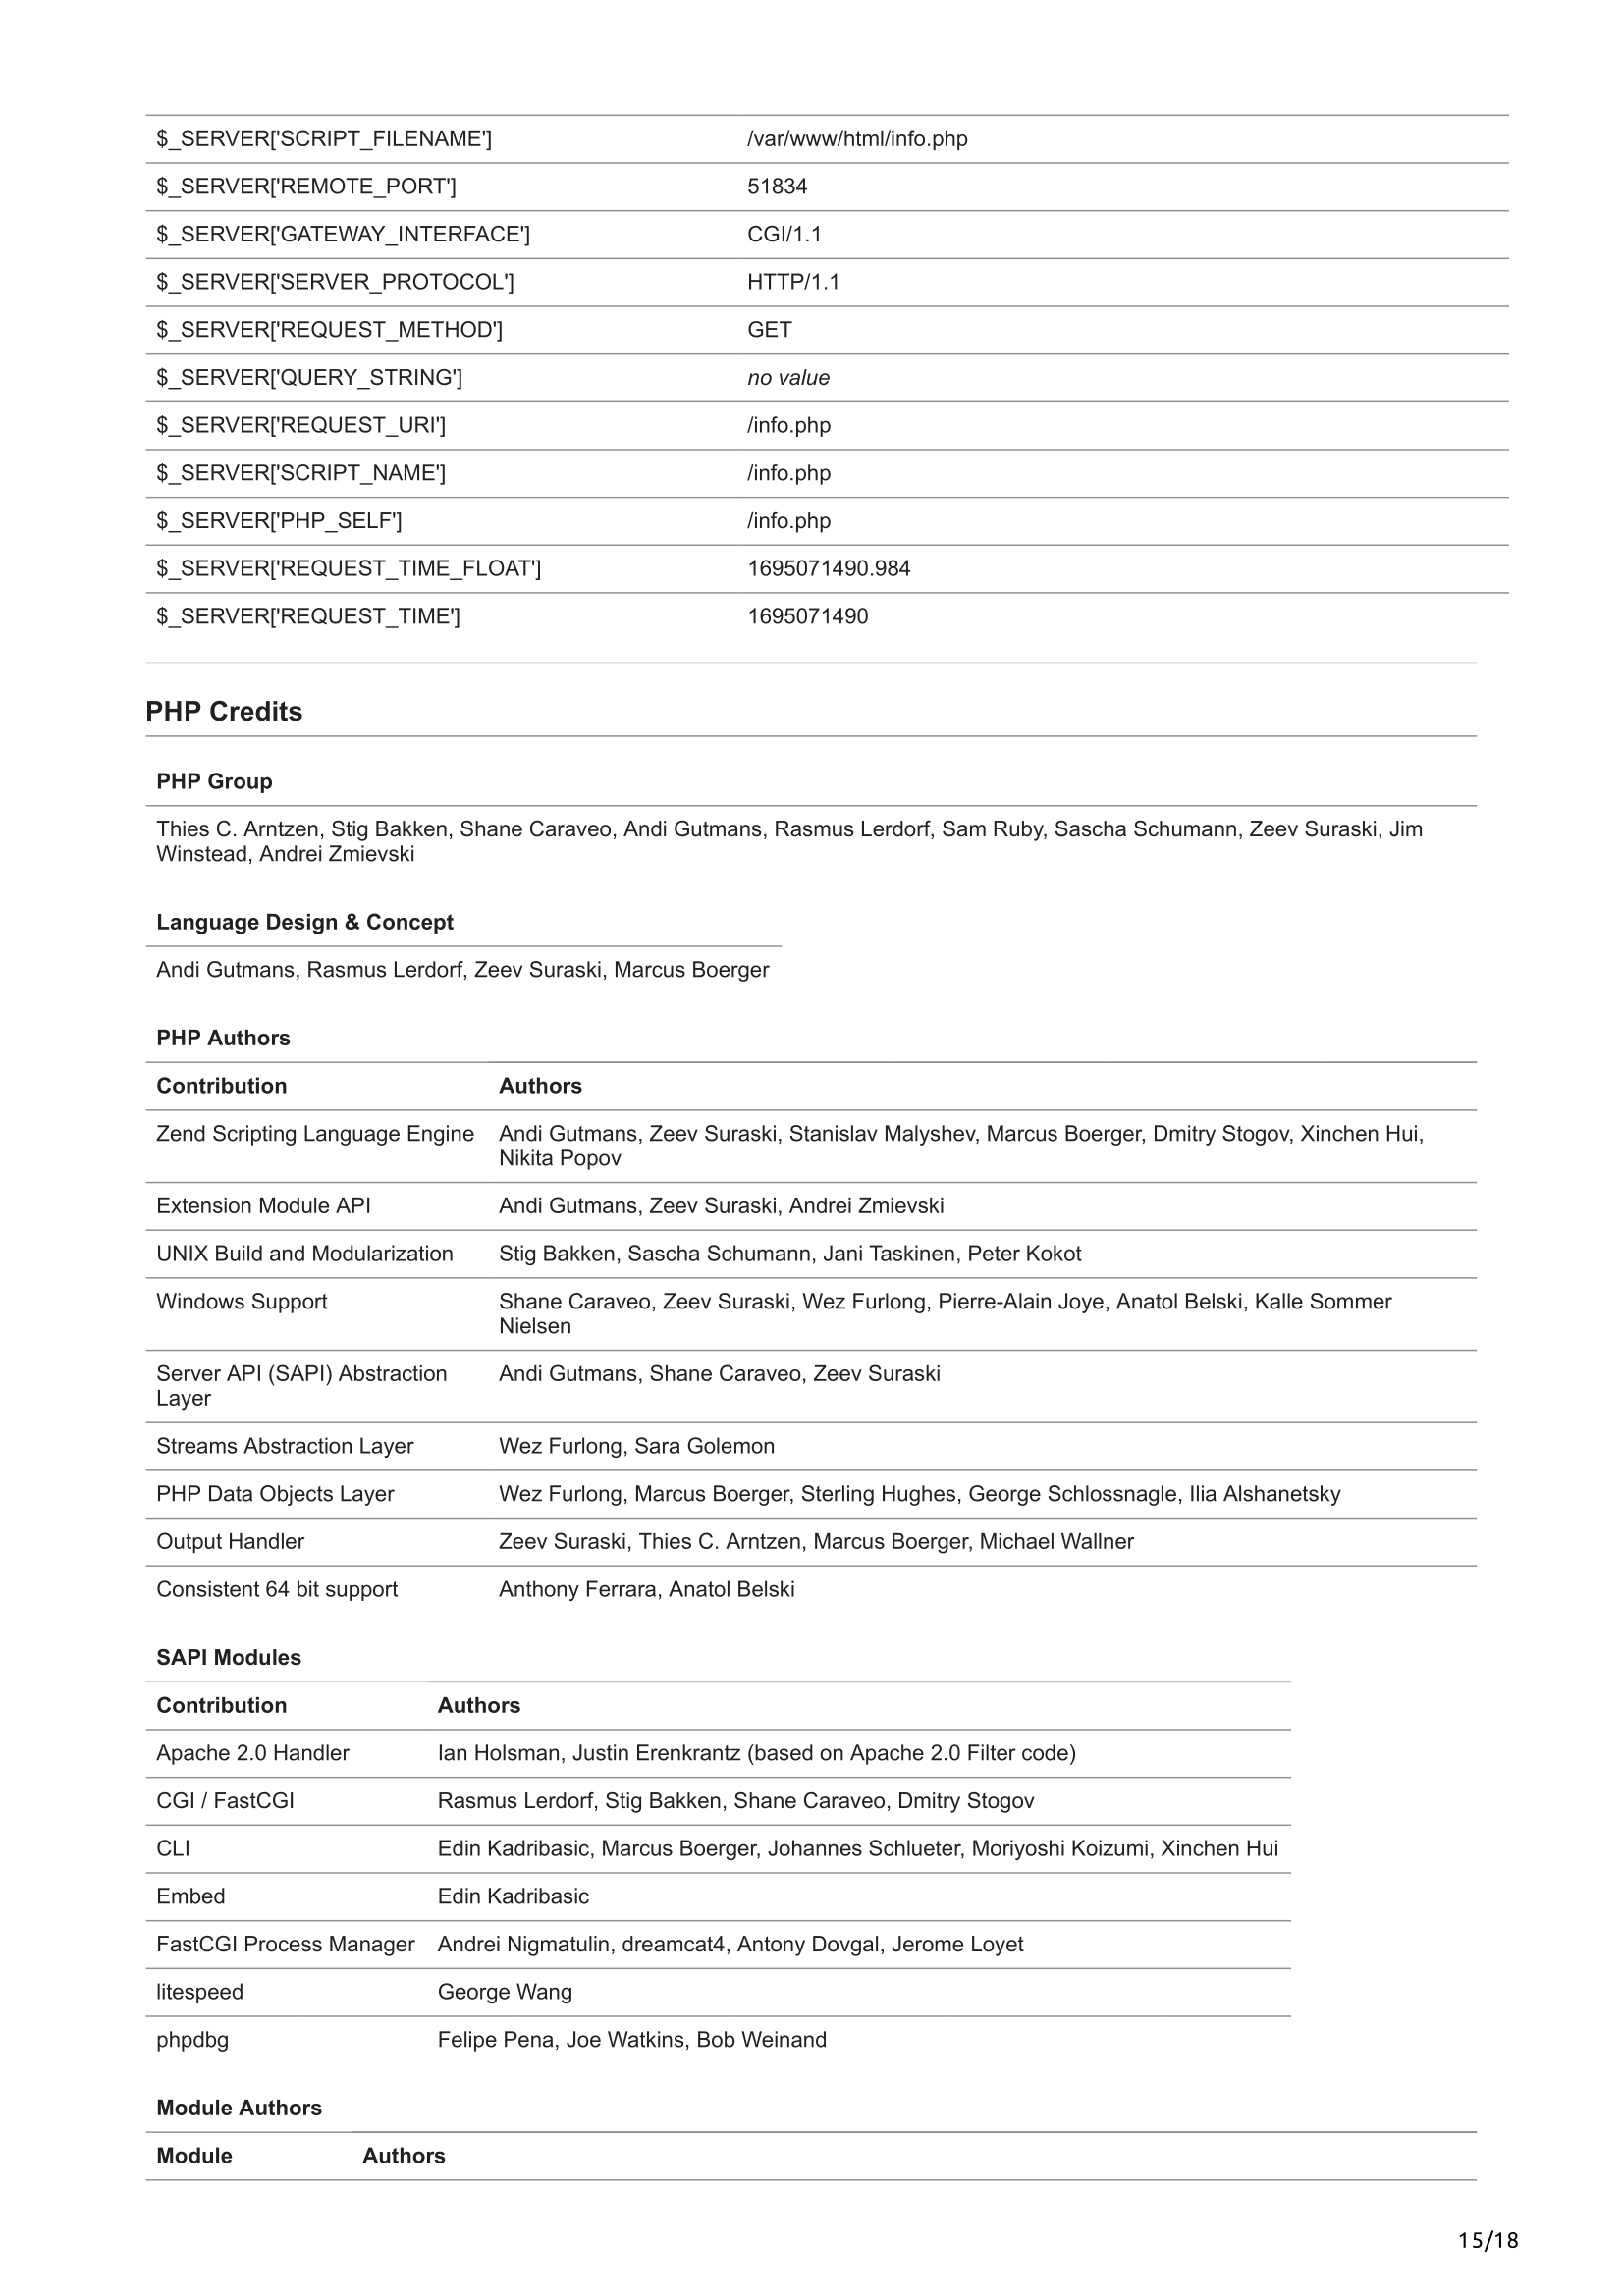 $_SERVER['SCRIPT_FILENAME'] /var/www/html/info.php
$_SERVER['REMOTE_PORT'] 51834
$_SERVER['GATEWAY_INTERFACE'] CGI/1.1
$_SERVER['SERVER_PROTOCOL'] HTTP/1.1
$_SERVER['REQUEST_METHOD'] GET
$_SERVER['QUERY_STRING'] no value
$_SERVER['REQUEST_URI'] /info.php
$_SERVER['SCRIPT_NAME'] /info.php
$_SERVER['PHP_SELF'] /info.php
$_SERVER['REQUEST_TIME_FLOAT'] 1695071490.984
$_SERVER['REQUEST_TIME'] 1695071490
PHP Credits
PHP Group
Thies C. Arntzen, Stig Bakken, Shane Caraveo, Andi Gutmans, Rasmus Lerdorf, Sam Ruby, Sascha Schumann, Zeev Suraski, Jim
Winstead, Andrei Zmievski
Language Design & Concept
Andi Gutmans, Rasmus Lerdorf, Zeev Suraski, Marcus Boerger
PHP Authors
Contribution Authors
Zend Scripting Language Engine Andi Gutmans, Zeev Suraski, Stanislav Malyshev, Marcus Boerger, Dmitry Stogov, Xinchen Hui,
Nikita Popov
Extension Module API Andi Gutmans, Zeev Suraski, Andrei Zmievski
UNIX Build and Modularization Stig Bakken, Sascha Schumann, Jani Taskinen, Peter Kokot
Windows Support Shane Caraveo, Zeev Suraski, Wez Furlong, Pierre-Alain Joye, Anatol Belski, Kalle Sommer
Nielsen
Server API (SAPI) Abstraction Andi Gutmans, Shane Caraveo, Zeev Suraski
Layer
Streams Abstraction Layer Wez Furlong, Sara Golemon
PHP Data Objects Layer Wez Furlong, Marcus Boerger, Sterling Hughes, George Schlossnagle, Ilia Alshanetsky
Output Handler Zeev Suraski, Thies C. Arntzen, Marcus Boerger, Michael Wallner
Consistent 64 bit support Anthony Ferrara, Anatol Belski
SAPI Modules
Contribution Authors
Apache 2.0 Handler Ian Holsman, Justin Erenkrantz (based on Apache 2.0 Filter code)
CGI / FastCGI Rasmus Lerdorf, Stig Bakken, Shane Caraveo, Dmitry Stogov
CLI Edin Kadribasic, Marcus Boerger, Johannes Schlueter, Moriyoshi Koizumi, Xinchen Hui
Embed Edin Kadribasic
FastCGI Process Manager Andrei Nigmatulin, dreamcat4, Antony Dovgal, Jerome Loyet
litespeed George Wang
phpdbg Felipe Pena, Joe Watkins, Bob Weinand
Module Authors
Module Authors
15/18